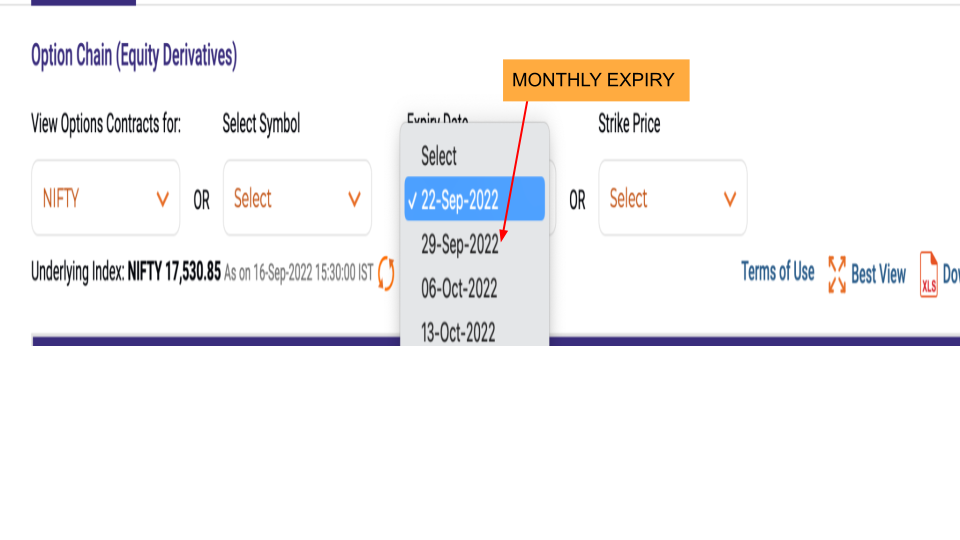 Option Chain (Equity Derivatives)
MONTHLY EXPIRY
View Options Contracts for: Select Symbol Expiry Date Strike Price
Select
NIFTY OR Select ✓ 22-Sep-2022 OR Select
29-Sep-2022
Underlying Index: NIFTY 17,530.85 As on 16-Sep-2022 15:30:00 IST Terms of Use Best View XLS Dow
06-Oct-2022
13-Oct-2022